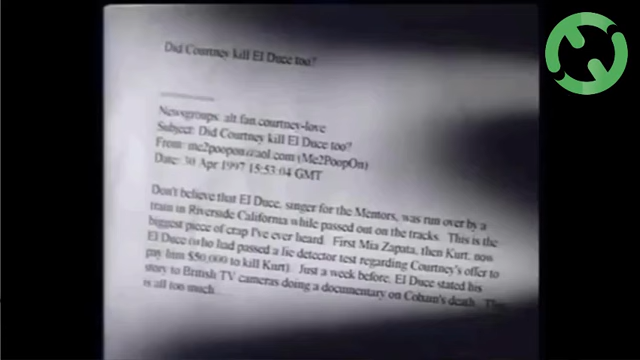 Did Courtney kill El Duce too?
Newsgroups: alt.fan.courtney-love
Subject: Did Courtney kill El Duce too?
From: me2poopon@aol.com (Me2PoopOn)
Date: 30 Apr 1997 15:53:04 GMT
Don't believe that El Duce, singer for the Mentors, was run over by a
train in Riverside California while passed out on the tracks. This is the
biggest piece of crap I've ever heard. First Mia Zapata, then Kurt, now
El Duce (who had passed a lie detector test regarding Courtney's offer to
pay him $50,000 to kill Kurt). Just a week before, El Duce stated his
story to British TV cameras doing a documentary on Cobain's death. This
is all too much...